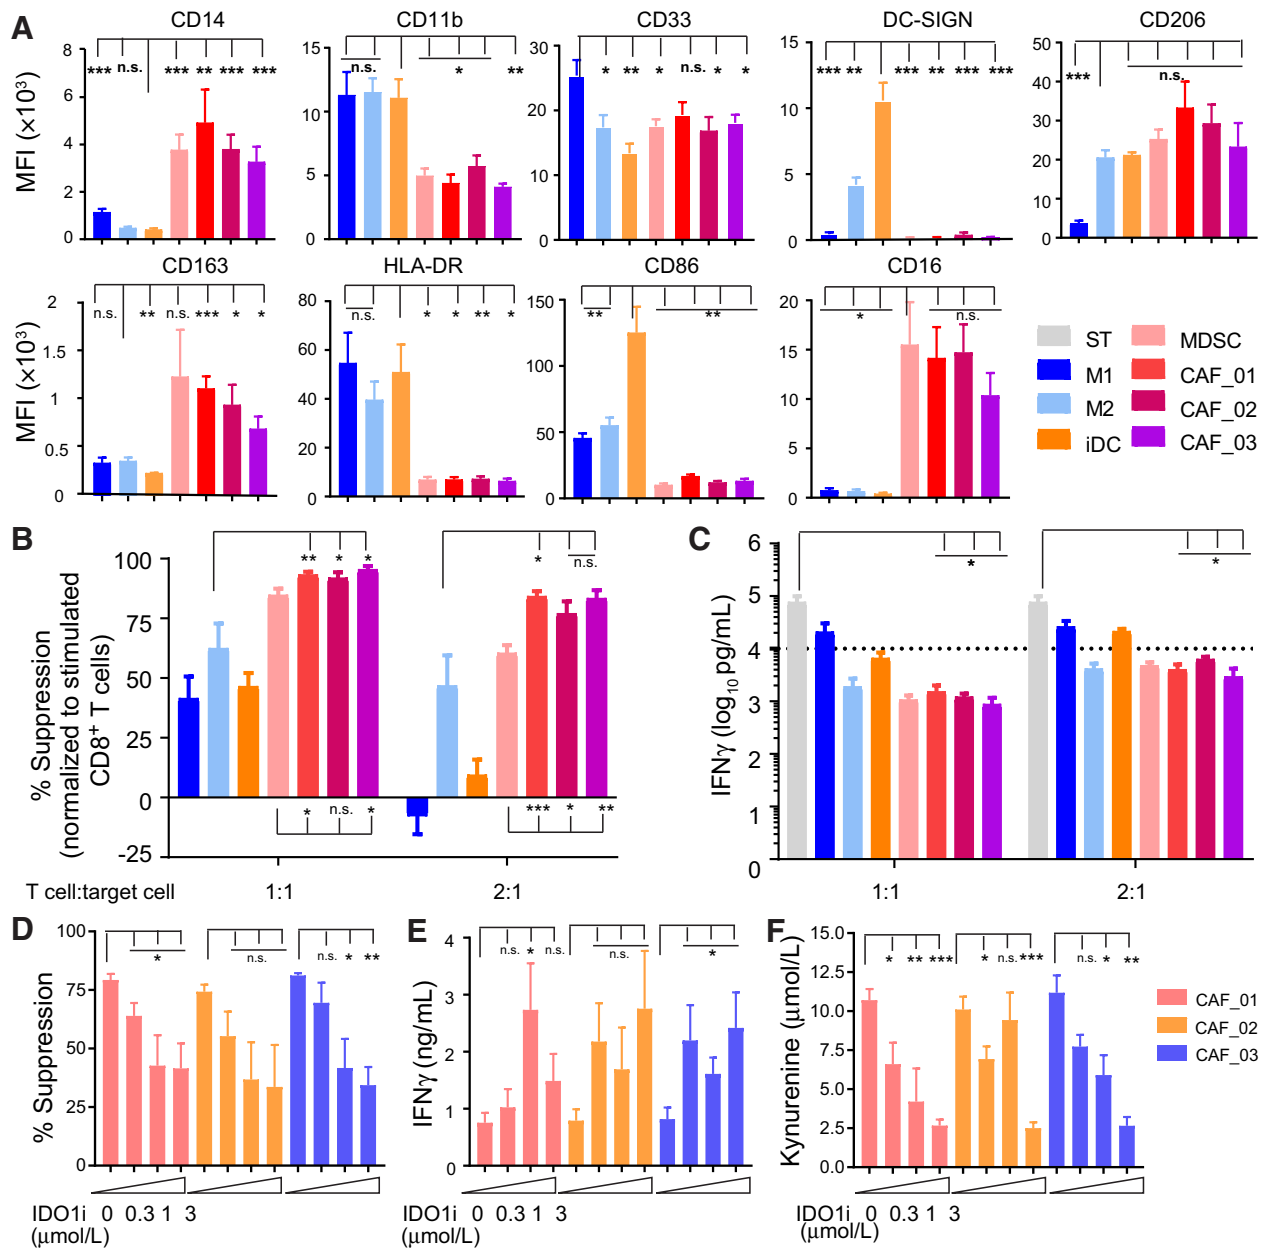 A
CD14
CD11b
CD33
DC-SIGN
CD206
MFI (×10³)
8
6
4
2
0
*** n.s. *** ** *** ***
15
10
5
0
n.s. * **
30
20
10
0
* ** * n.s. * *
15
10
5
0
*** ** *** ** *** ***
50
40
30
20
10
0
*** n.s.
CD163
HLA-DR
CD86
CD16
MFI (×10³)
2
1.5
1
0.5
0
n.s. ** n.s. *** * *
80
60
40
20
0
n.s. * * ** *
150
100
50
0
** **
20
15
10
5
0
* n.s.
ST
M1
M2
iDC
MDSC
CAF_01
CAF_02
CAF_03
B
% Suppression
(normalized to stimulated
CD8⁺ T cells)
100
75
50
25
0
-25
** * *
* n.s.
* n.s. *
*** * **
T cell:target cell
1:1
2:1
C
IFNγ (log₁₀ pg/mL)
6
5
4
3
2
1
0
*
*
1:1
2:1
D
% Suppression
100
75
50
25
0
* n.s. n.s. * **
IDO1i
(μmol/L)
0 0.3 1 3
E
IFNγ (ng/mL)
4
3
2
1
0
n.s. * n.s. n.s. *
IDO1i
(μmol/L)
0 0.3 1 3
F
Kynurenine (μmol/L)
15.0
12.5
10.0
7.5
5.0
2.5
0.0
* ** *** * n.s. *** n.s. * **
IDO1i
(μmol/L)
0 0.3 1 3
CAF_01
CAF_02
CAF_03